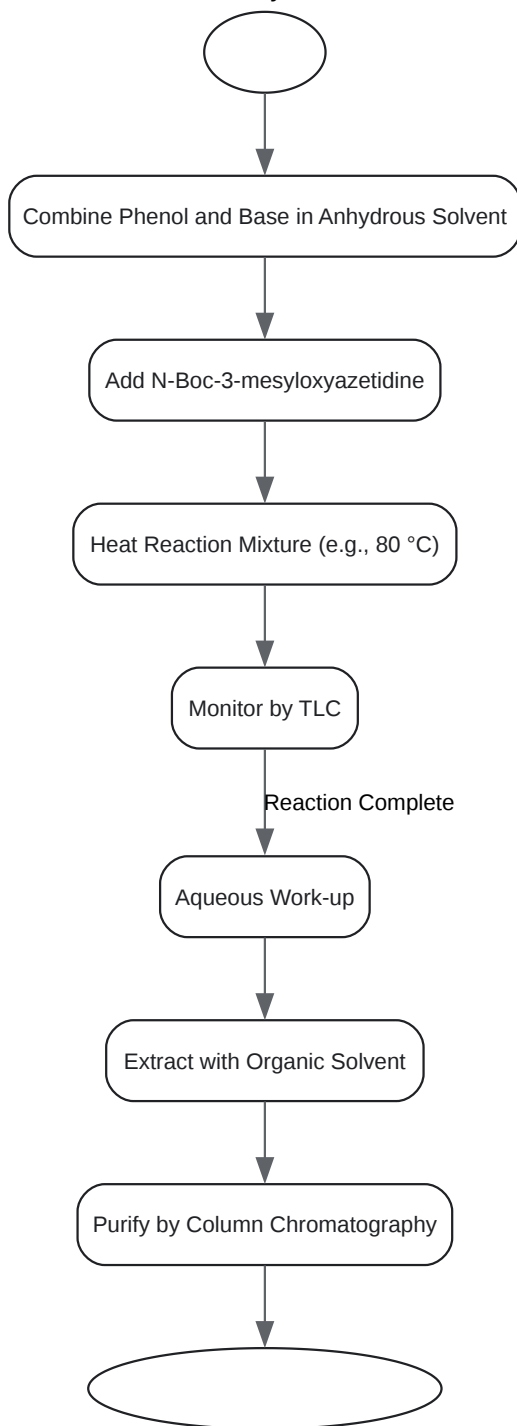 Combine Phenol and Base in Anhydrous Solvent
Add N-Boc-3-mesyloxyazetidine
Heat Reaction Mixture (e.g., 80 °C)
Monitor by TLC
Reaction Complete
Aqueous Work-up
Extract with Organic Solvent
Purify by Column Chromatography